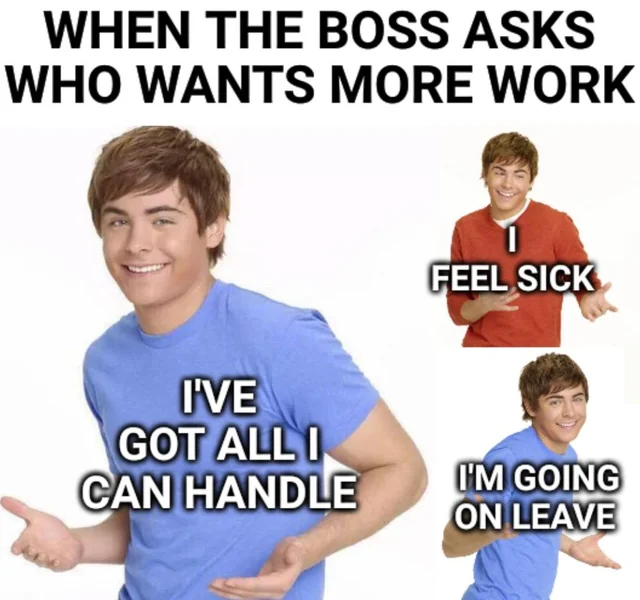 WHEN THE BOSS ASKS
WHO WANTS MORE WORK
I
FEEL SICK
I'VE
GOT ALL I
CAN HANDLE
I'M GOING
ON LEAVE